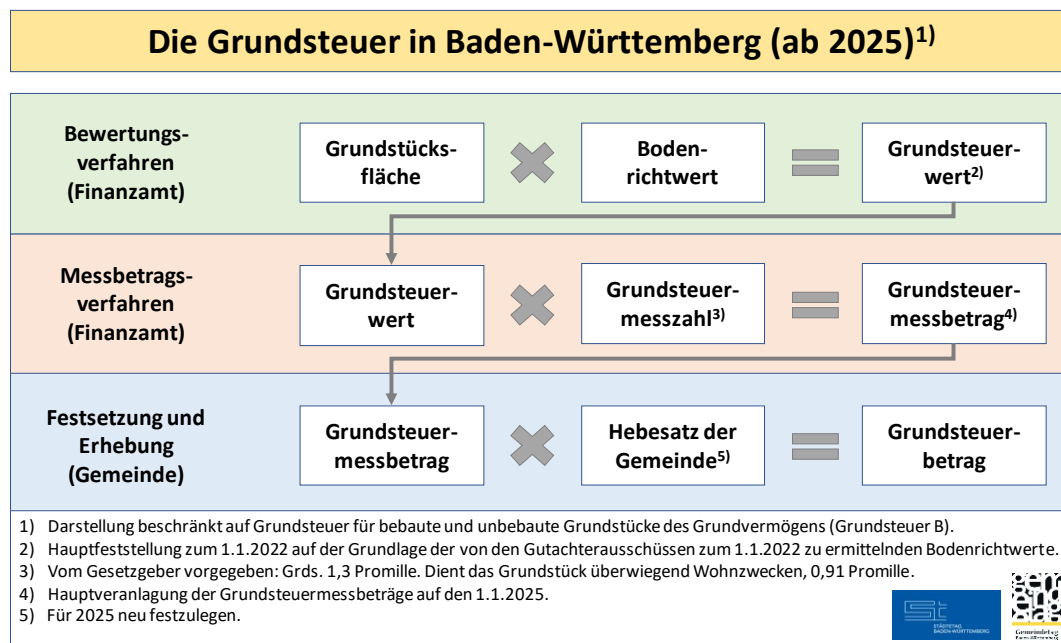 Die Grundsteuer in Baden-Württemberg (ab 2025)1)
Bewertungs-
verfahren
(Finanzamt)
Grundstücks-
fläche
Boden-
richtwert
Grundsteuer-
wert2)
Messbetrags-
verfahren
(Finanzamt)
Grundsteuer-
wert
Grundsteuer-
messzahl3)
Grundsteuer-
messbetrag4)
Festsetzung und
Erhebung
(Gemeinde)
Grundsteuer-
messbetrag
Hebesatz der
Gemeinde5)
Grundsteuer-
betrag
1) Darstellung beschränkt auf Grundsteuer für bebaute und unbebaute Grundstücke des Grundvermögens (Grundsteuer B).
2) Hauptfeststellung zum 1.1.2022 auf der Grundlage der von den Gutachterausschüssen zum 1.1.2022 zu ermittelnden Bodenrichtwerte.
3) Vom Gesetzgeber vorgegeben: Grds. 1,3 Promille. Dient das Grundstück überwiegend Wohnzwecken, 0,91 Promille.
4) Hauptveranlagung der Grundsteuermessbeträge auf den 1.1.2025.
5) Für 2025 neu festzulegen.
STÄDTETAG
BADEN-WÜRTTEMBERG
Gemeindetag
Baden-Württemberg